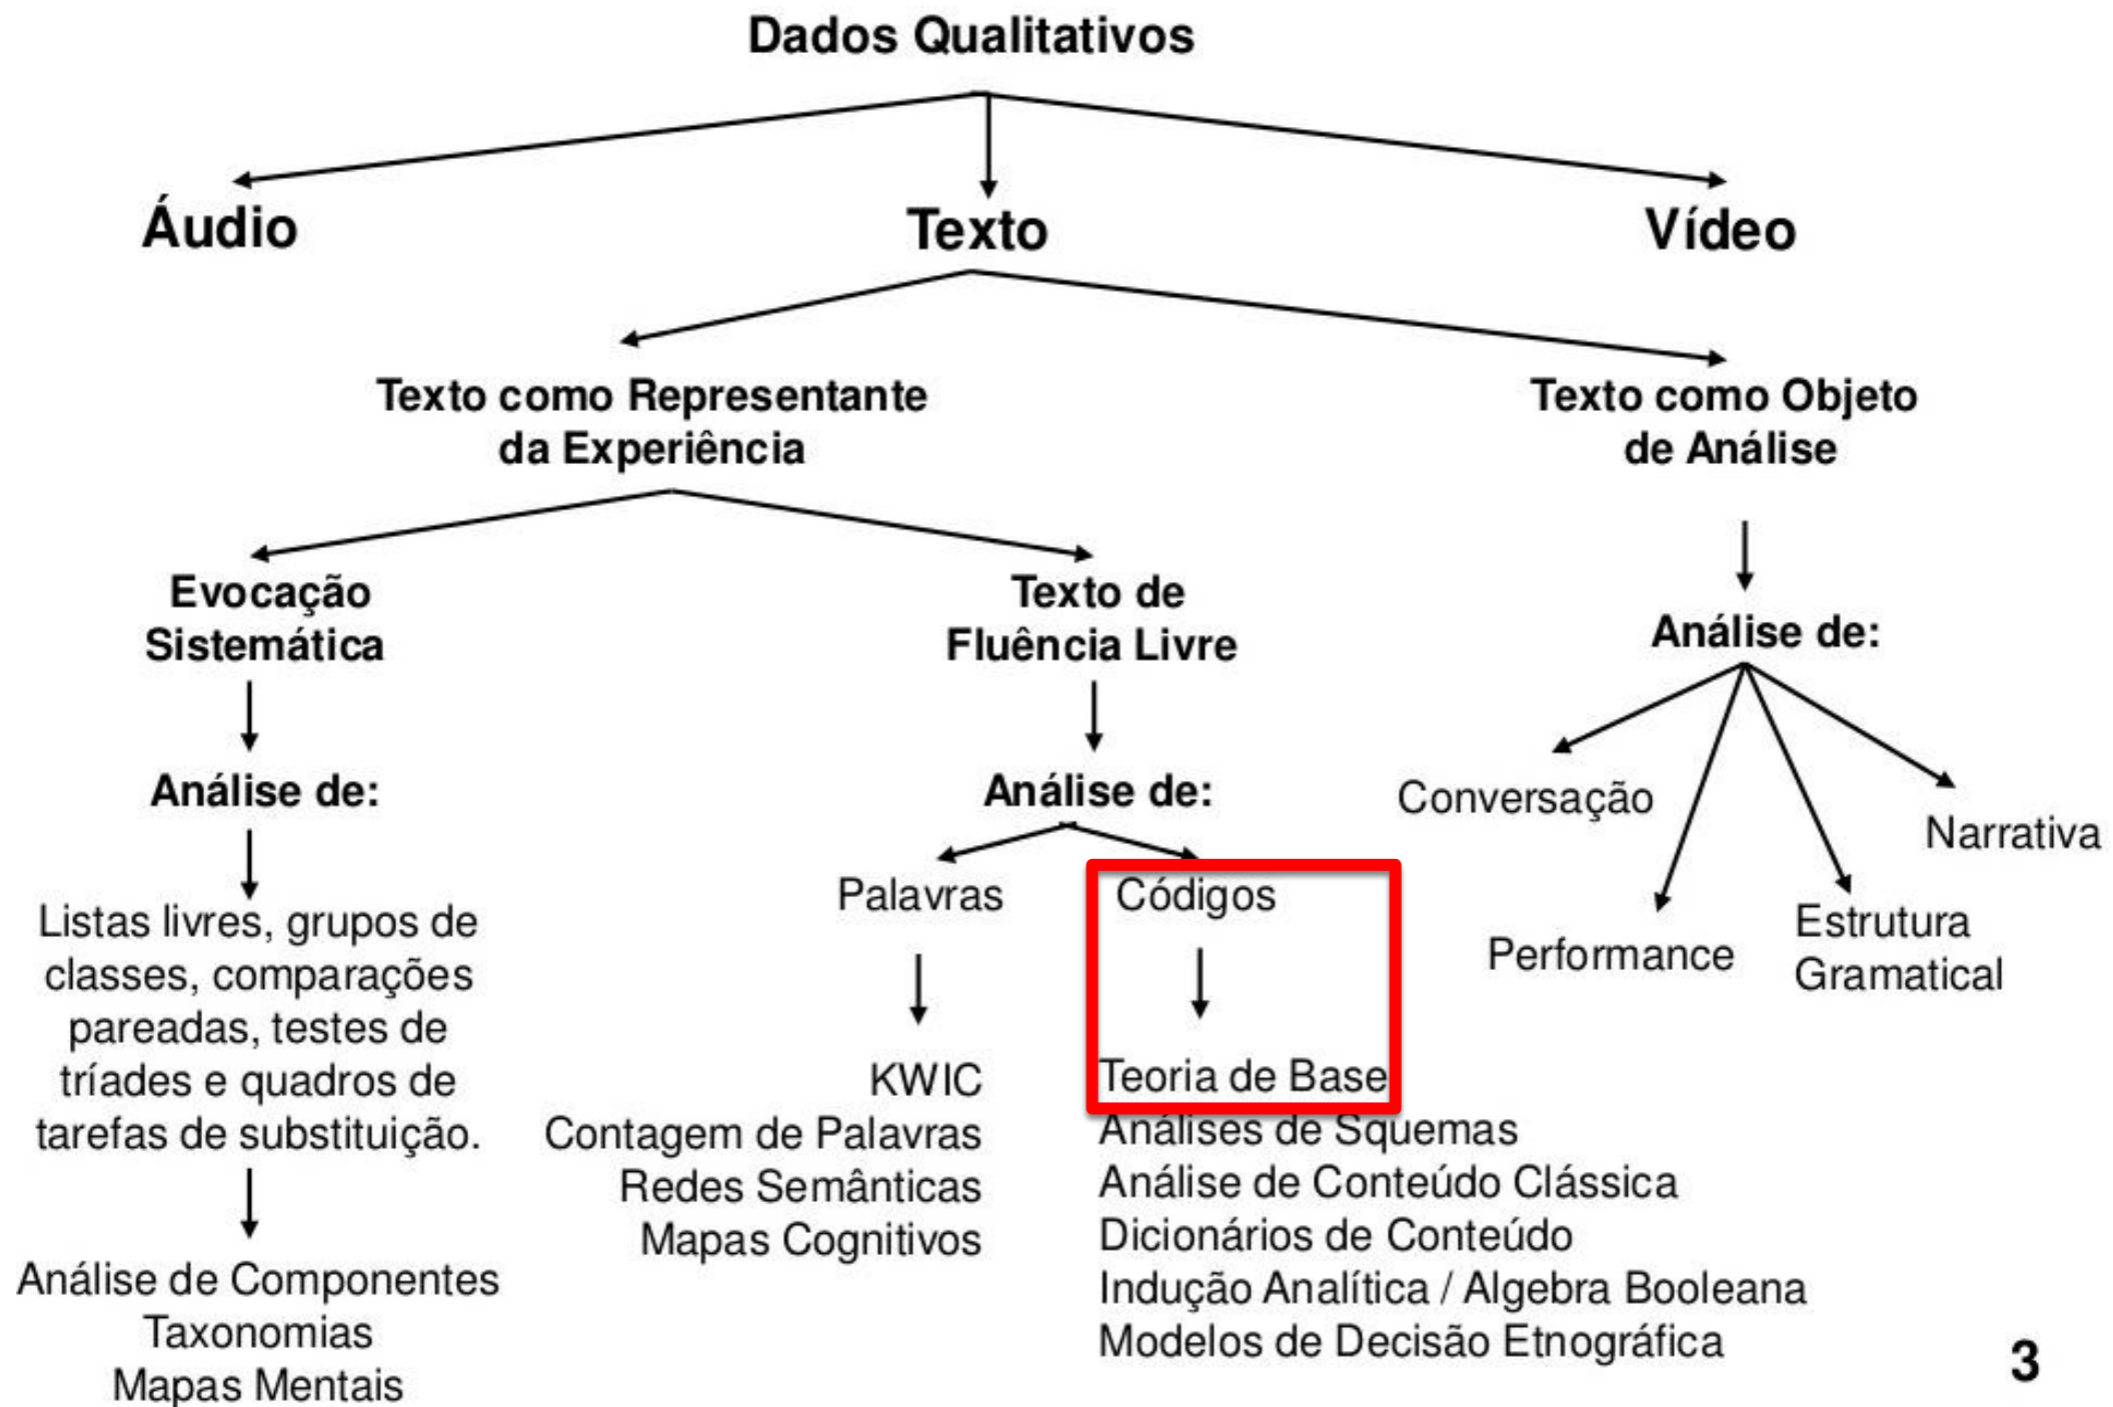 Dados Qualitativos
Áudio
Texto
Vídeo
Texto como Representante
da Experiência
Texto como Objeto
de Análise
Evocação
Sistemática
Texto de
Fluência Livre
Análise de:
Análise de:
Análise de:
Conversação
Narrativa
Performance
Estrutura
Gramatical
Listas livres, grupos de
classes, comparações
pareadas, testes de
tríades e quadros de
tarefas de substituição.
Análise de Componentes
Taxonomias
Mapas Mentais
Palavras
KWIC
Contagem de Palavras
Redes Semânticas
Mapas Cognitivos
Códigos
Teoria de Base
Análises de Squemas
Análise de Conteúdo Clássica
Dicionários de Conteúdo
Indução Analítica / Algebra Booleana
Modelos de Decisão Etnográfica
3